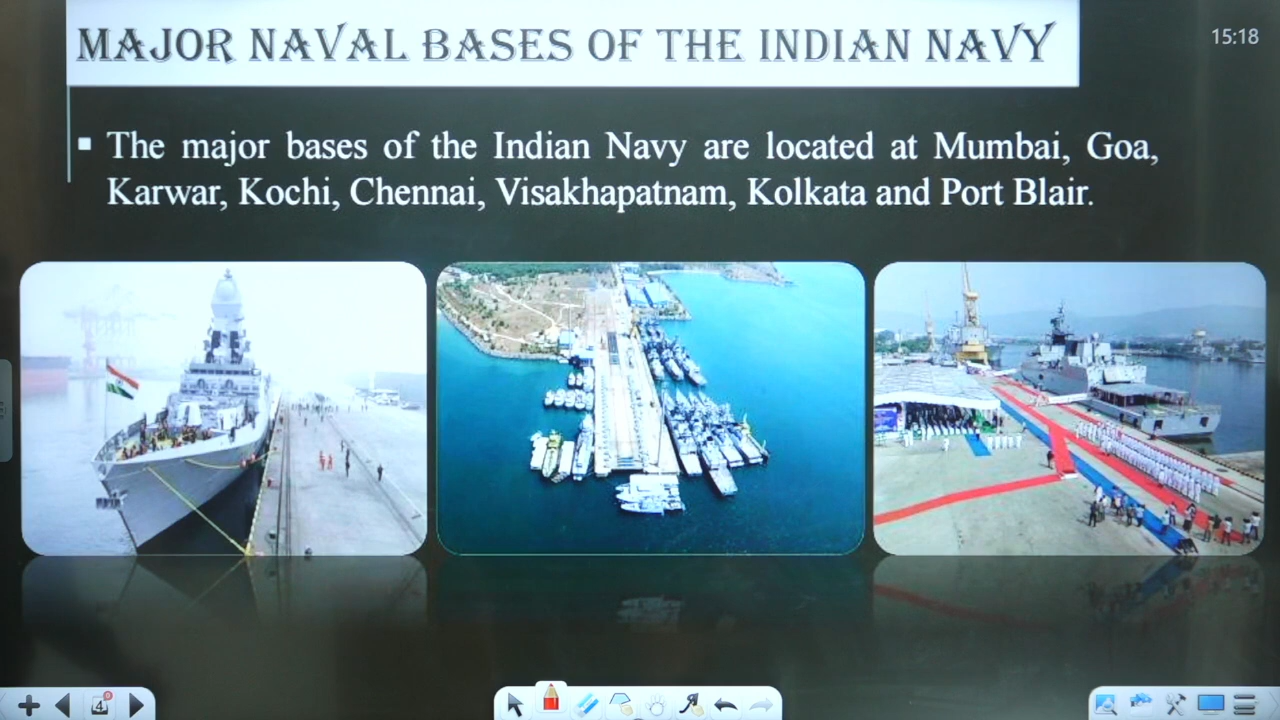 MAJOR NAVAL BASES OF THE INDIAN NAVY
15:18
▪ The major bases of the Indian Navy are located at Mumbai, Goa,
Karwar, Kochi, Chennai, Visakhapatnam, Kolkata and Port Blair.
4